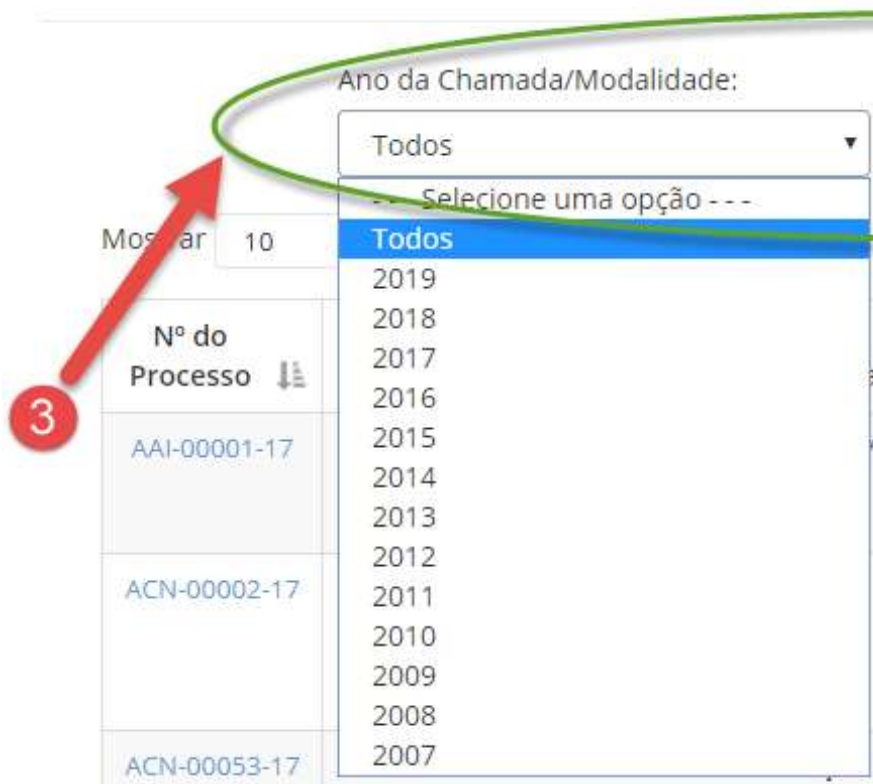 Ano da Chamada/Modalidade:
Todos
- - - Selecione uma opção - - -
Mostrar 10
Todos
2019
2018
2017
2016
2015
2014
2013
2012
2011
2010
2009
2008
2007
Nº do
Processo
3
AAI-00001-17
ACN-00002-17
ACN-00053-17